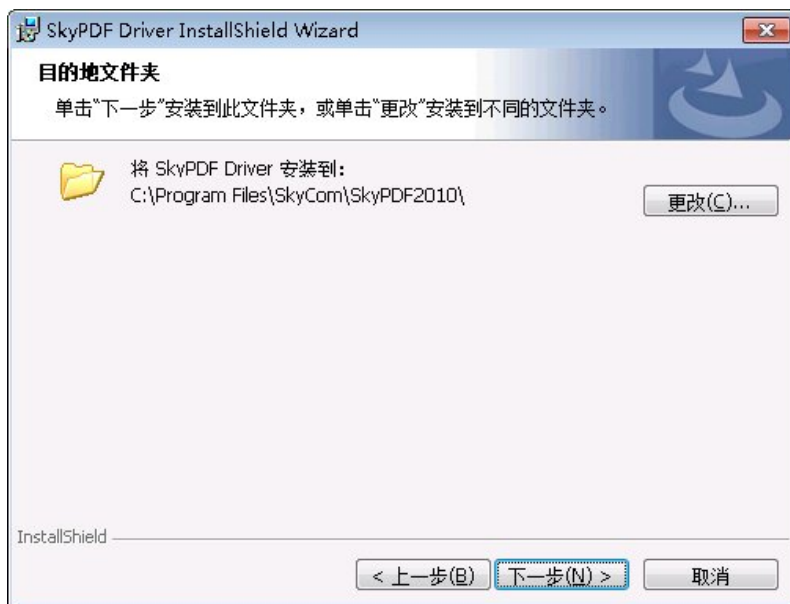 SkyPDF Driver InstallShield Wizard
目的地文件夹
单击“下一步”安装到此文件夹，或单击“更改”安装到不同的文件夹。
将 SkyPDF Driver 安装到：
C:\Program Files\SkyCom\SkyPDF2010\
更改(C)...
InstallShield
< 上一步(B)
下一步(N) >
取消